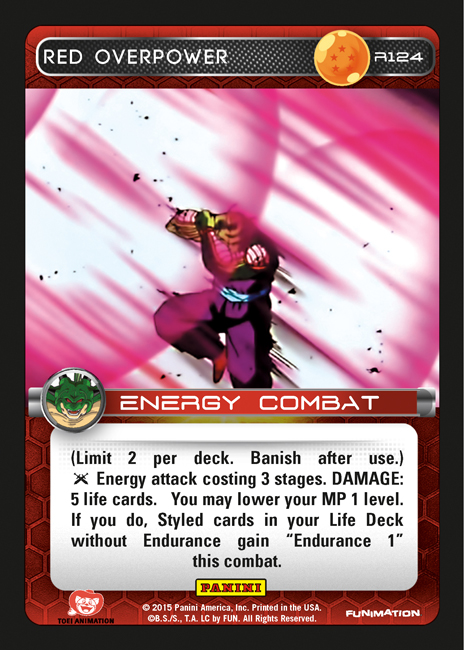 RED OVERPOWER R124
ENERGY COMBAT
(Limit 2 per deck. Banish after use.)
Energy attack costing 3 stages. DAMAGE:
5 life cards. You may lower your MP 1 level.
If you do, Styled cards in your Life Deck
without Endurance gain “Endurance 1”
this combat.
PANINI
© 2015 Panini America, Inc. Printed in the USA.
©B.S./S., T.A. LC by FUN. All Rights Reserved.
TOEI ANIMATION
FUNIMATION